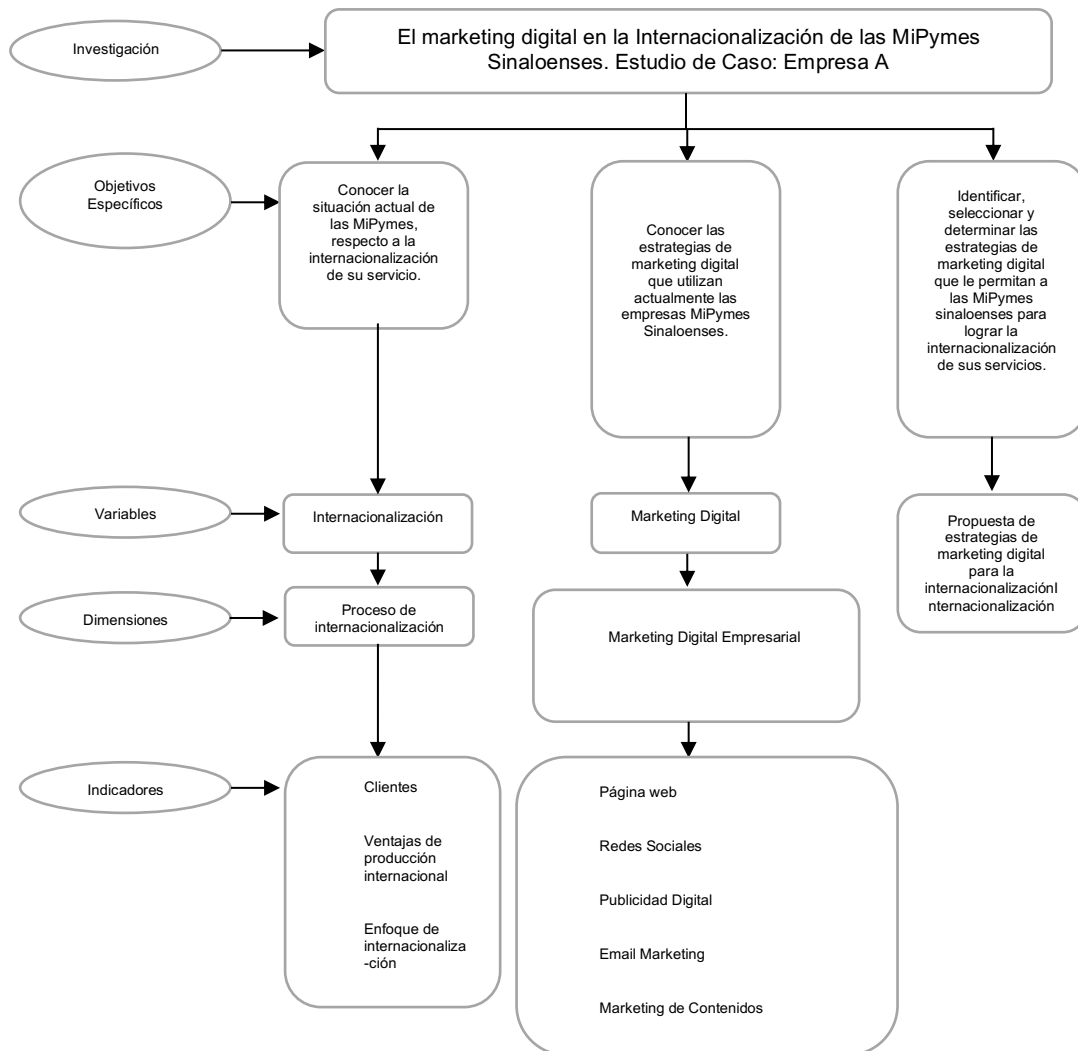 Investigación
El marketing digital en la Internacionalización de las MiPymes
Sinaloenses. Estudio de Caso: Empresa A
Objetivos
Específicos
Conocer la
situación actual de
las MiPymes,
respecto a la
internacionalización
de su servicio.
Conocer las
estrategias de
marketing digital
que utilizan
actualmente las
empresas MiPymes
Sinaloenses.
Identificar,
seleccionar y
determinar las
estrategias de
marketing digital
que le permitan a
las MiPymes
sinaloenses para
lograr la
internacionalización
de sus servicios.
Variables
Internacionalización
Marketing Digital
Propuesta de
estrategias de
marketing digital
para la
internacionalizaciónI
nternacionalización
Dimensiones
Proceso de
internacionalización
Marketing Digital Empresarial
Indicadores
Clientes
Ventajas de
producción
internacional
Enfoque de
internacionaliza
-ción
Página web
Redes Sociales
Publicidad Digital
Email Marketing
Marketing de Contenidos